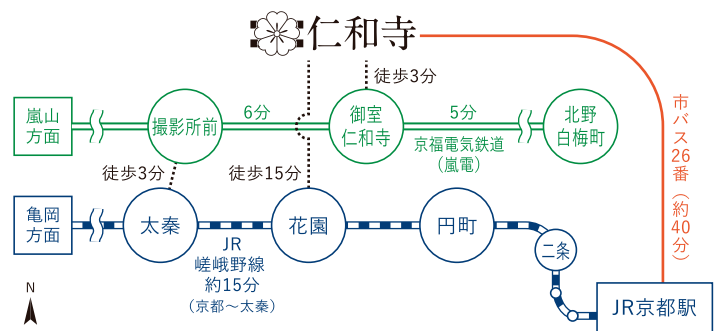 仁和寺
徒歩3分
嵐山
方面
撮影所前
6分
御室
仁和寺
5分
京福電気鉄道
（嵐電）
北野
白梅町
市バス26番（約40分）
徒歩3分
徒歩15分
亀岡
方面
太秦
JR
嵯峨野線
約15分
（京都～太秦）
花園
円町
二条
JR京都駅
N